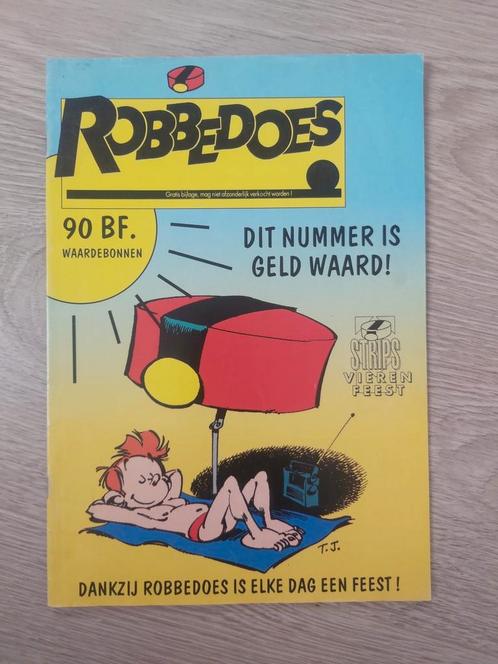 ROBBEDOES
Gratis bijlage, mag niet afzonderlijk verkocht worden !
90 BF.
WAARDEBONNEN
DIT NUMMER IS
GELD WAARD!
STRIPS
VIEREN
FEEST
T.J.
DANKZIJ ROBBEDOES IS ELKE DAG EEN FEEST !